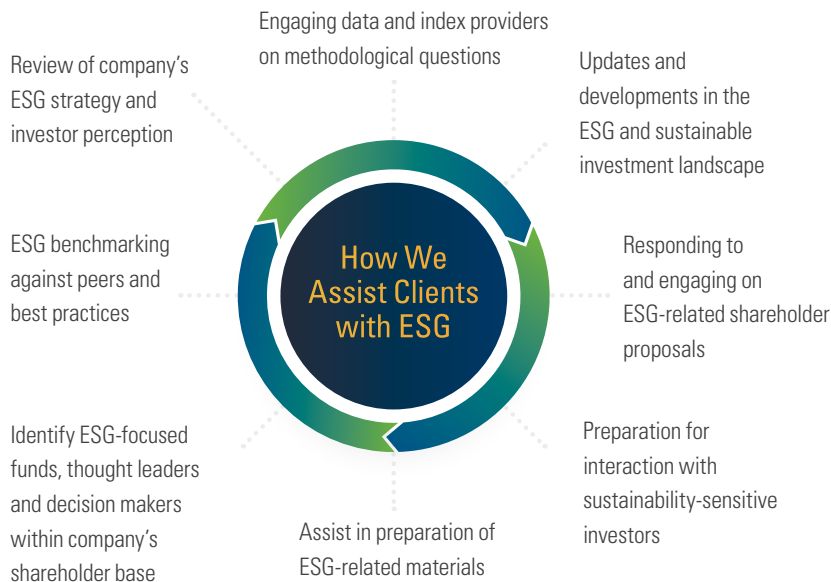 Engaging data and index providers
on methodological questions
Updates and
developments in the
ESG and sustainable
investment landscape
Responding to
and engaging on
ESG-related shareholder
proposals
Preparation for
interaction with
sustainability-sensitive
investors
Assist in preparation of
ESG-related materials
Identify ESG-focused
funds, thought leaders
and decision makers
within company’s
shareholder base
ESG benchmarking
against peers and
best practices
Review of company’s
ESG strategy and
investor perception
How We
Assist Clients
with ESG